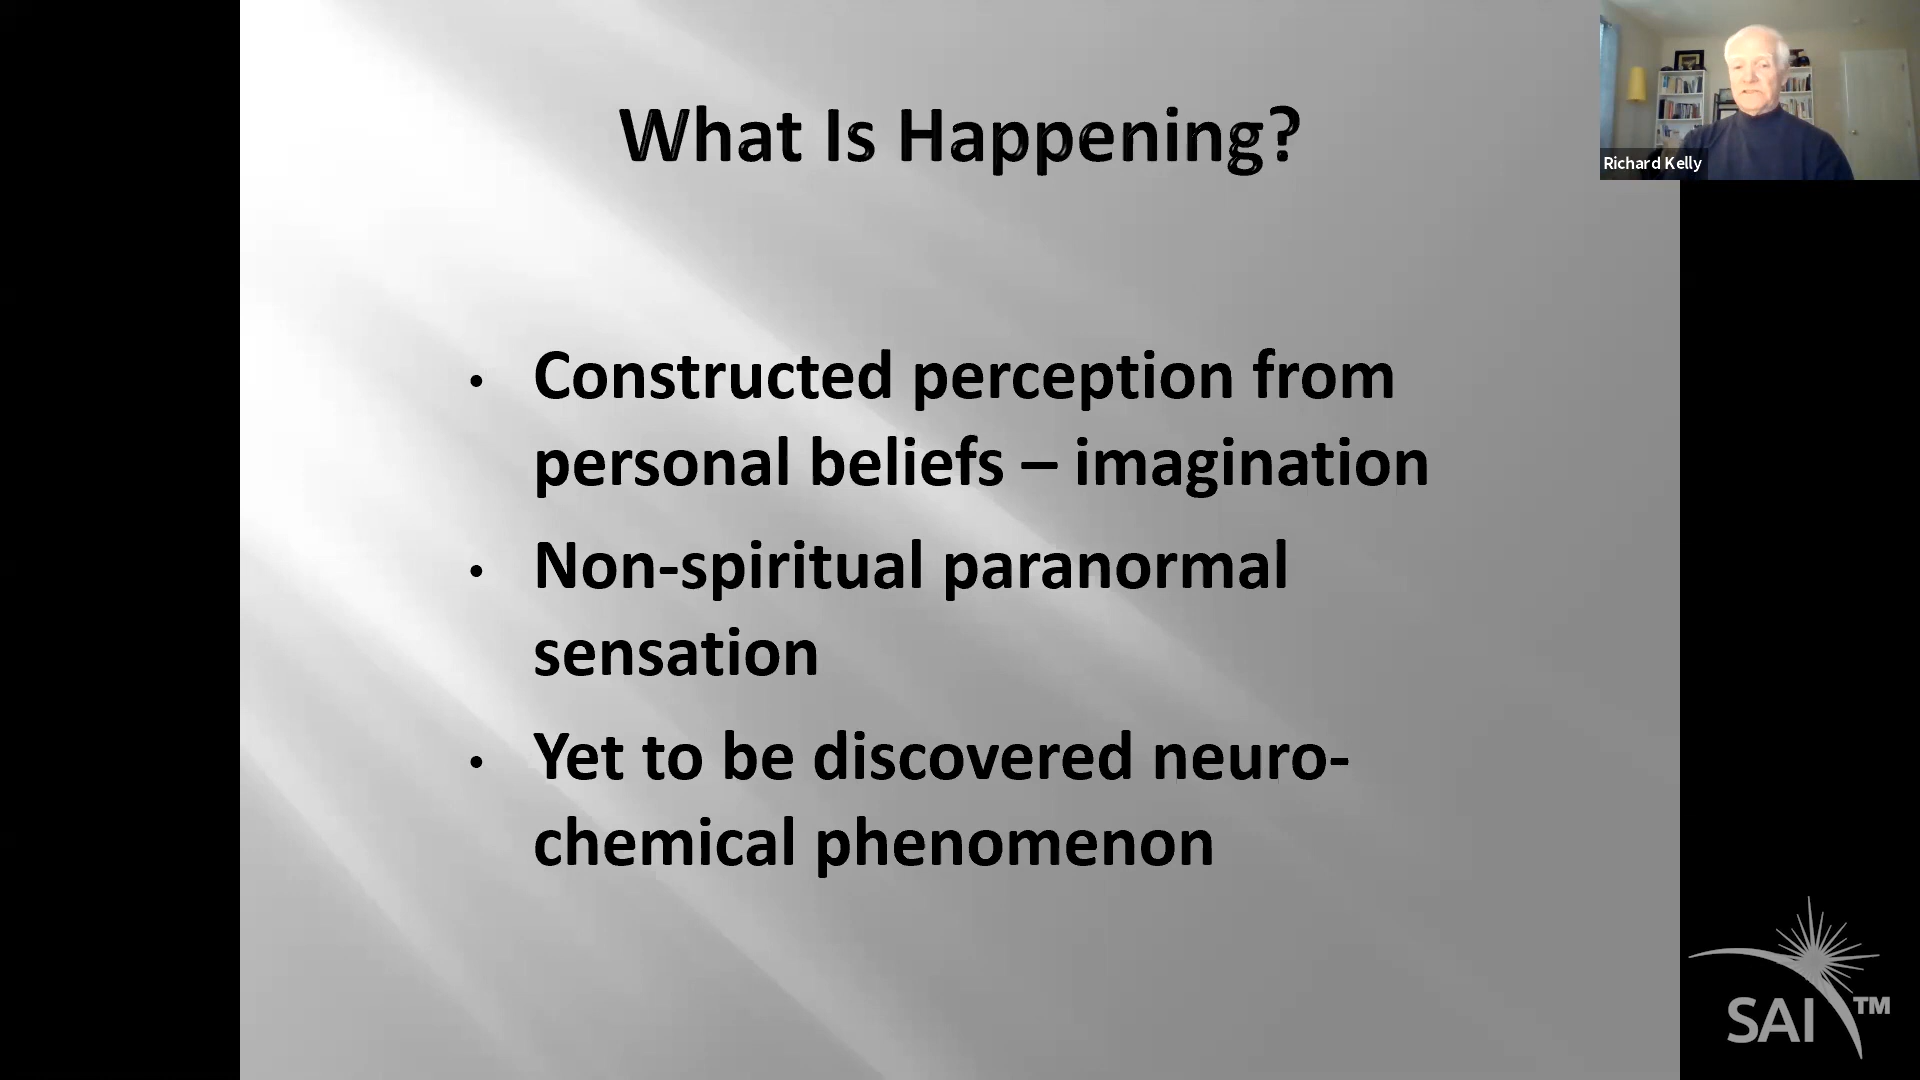 What Is Happening?
Richard Kelly
• Constructed perception from
personal beliefs – imagination
• Non-spiritual paranormal
sensation
• Yet to be discovered neuro-
chemical phenomenon
SAI™